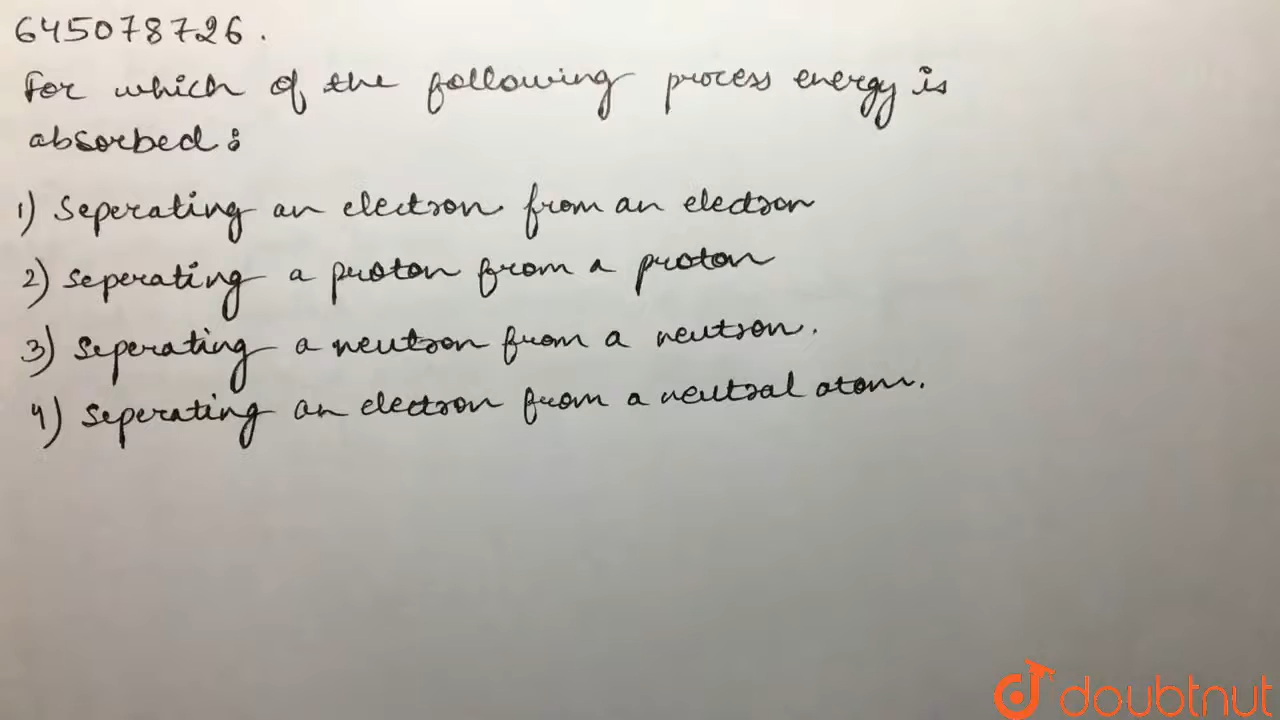 645078726.
For which of the following process energy is
absorbed :
1) Seperating an electron from an electron
2) Seperating a proton from a proton
3) Seperating a neutron from a neutron.
4) Seperating an electron from a neutral atom.
doubtnut